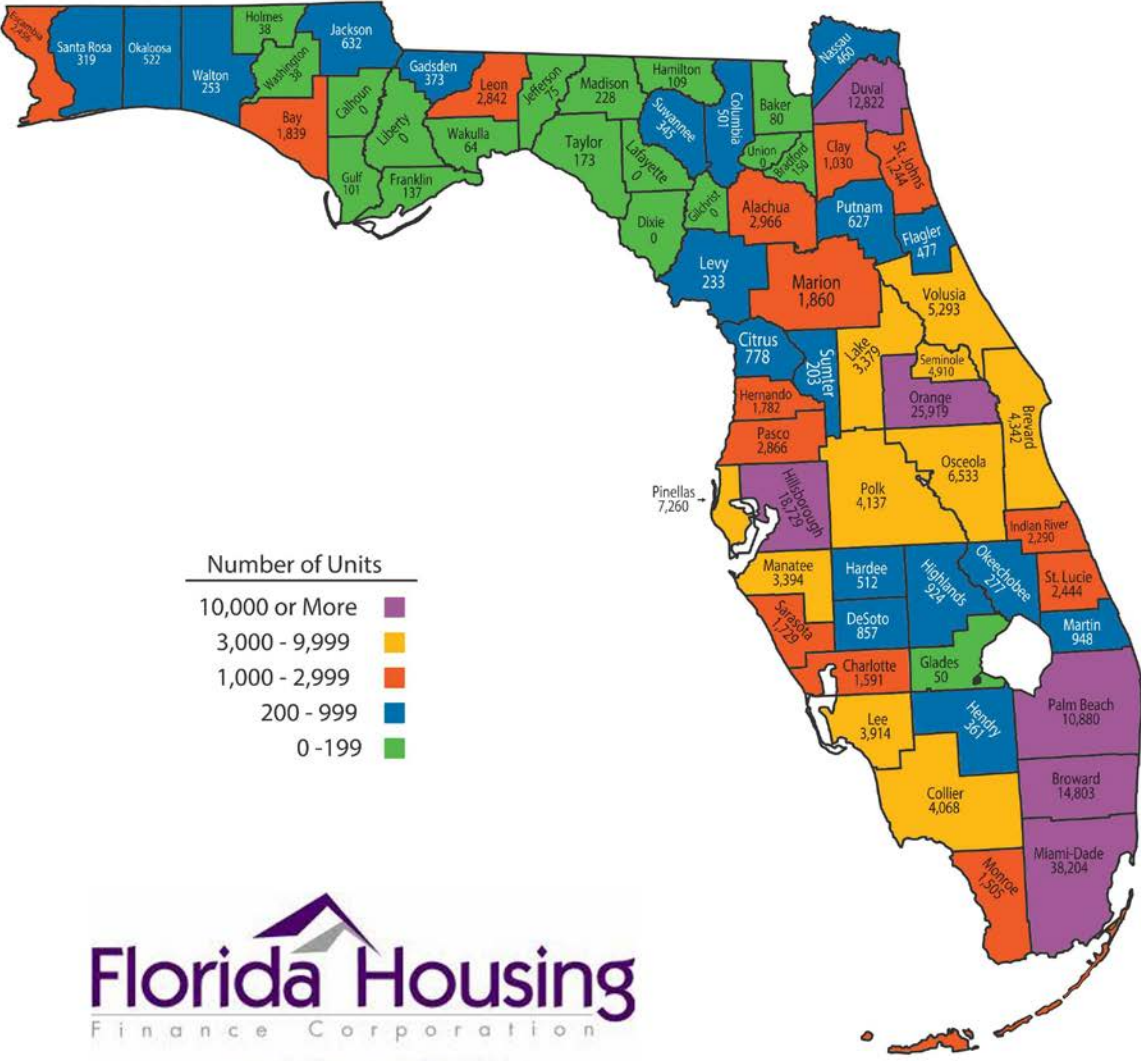 Escambia
2,456
Santa Rosa
319
Okaloosa
522
Walton
253
Holmes
38
Washington
38
Jackson
632
Bay
1,839
Calhoun
0
Gulf
101
Liberty
0
Gadsden
373
Franklin
137
Leon
2,842
Wakulla
64
Jefferson
75
Madison
228
Taylor
173
Hamilton
109
Suwannee
345
Lafayette
0
Dixie
0
Columbia
501
Gilchrist
0
Baker
80
Union
0
Bradford
150
Nassau
460
Duval
12,822
Clay
1,030
St. Johns
1,244
Alachua
2,966
Putnam
627
Flagler
477
Levy
233
Marion
1,860
Volusia
5,293
Citrus
778
Sumter
203
Lake
3,379
Seminole
4,910
Orange
25,919
Brevard
4,342
Hernando
1,782
Pasco
2,866
Pinellas
7,260
Hillsborough
18,729
Polk
4,137
Osceola
6,533
Indian River
2,290
Manatee
3,394
Hardee
512
Highlands
924
Okeechobee
277
St. Lucie
2,444
Sarasota
1,729
DeSoto
857
Martin
948
Charlotte
1,591
Glades
50
Lee
3,914
Hendry
361
Palm Beach
10,880
Collier
4,068
Broward
14,803
Monroe
1,505
Miami-Dade
38,204
Number of Units
10,000 or More
3,000 - 9,999
1,000 - 2,999
200 - 999
0 -199
Florida Housing
Finance Corporation